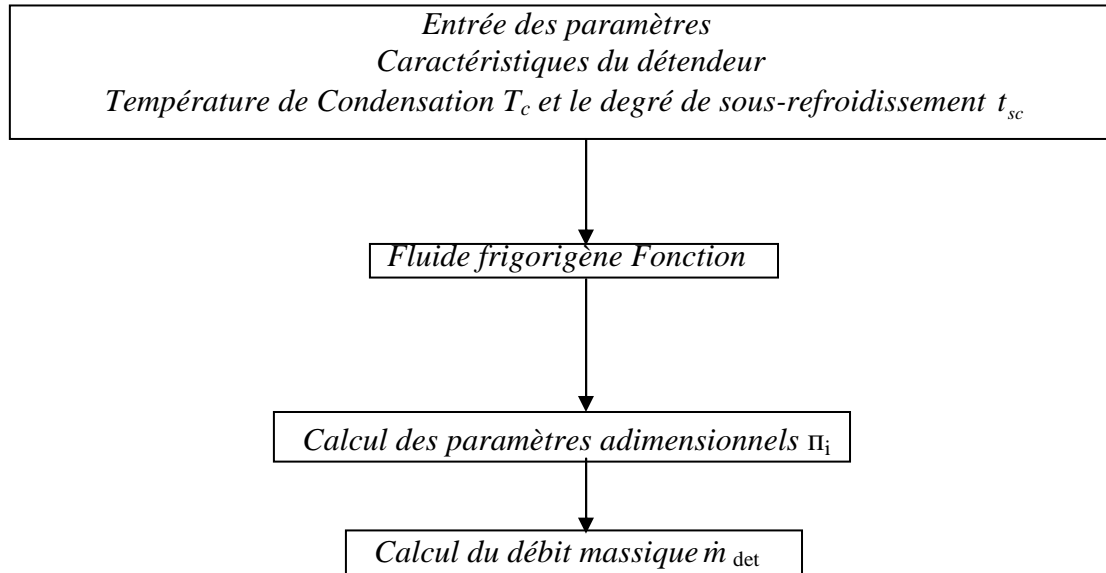 Entrée des paramètres
Caractéristiques du détendeur
Température de Condensation T_c et le degré de sous-refroidissement t_sc
Fluide frigorigène Fonction
Calcul des paramètres adimensionnels π_i
Calcul du débit massique ṁ_det